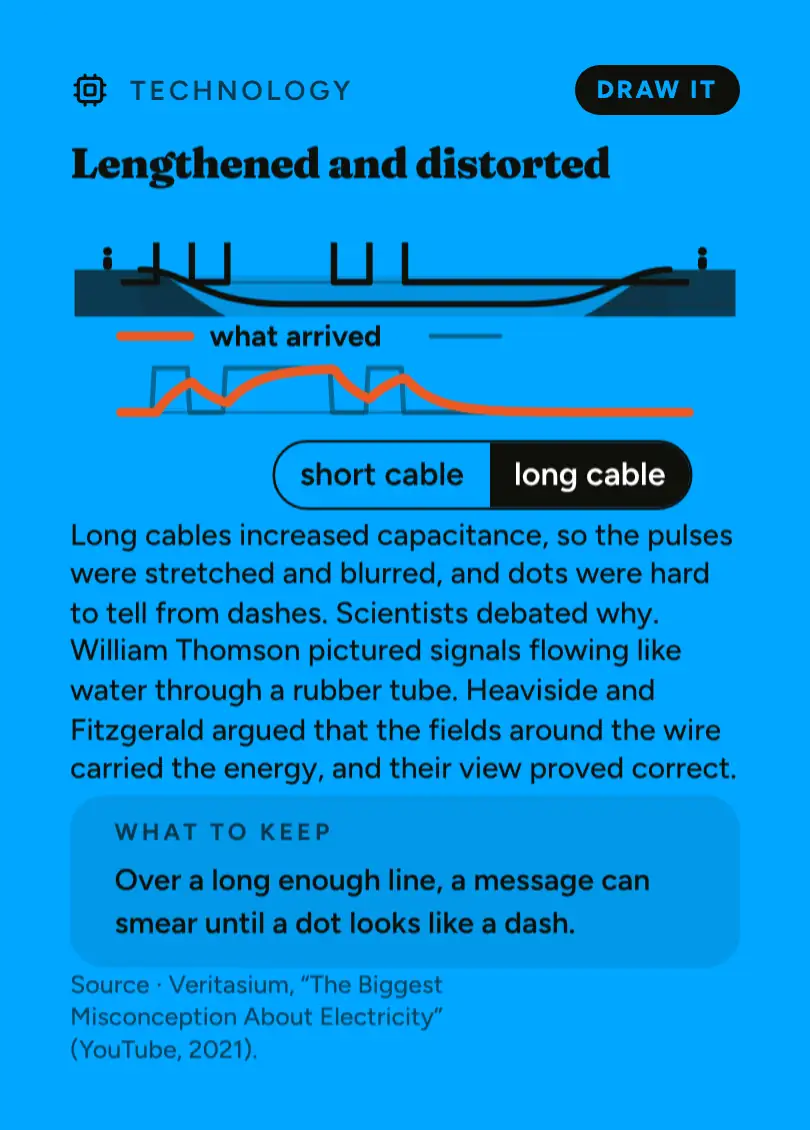 TECHNOLOGY
DRAW IT
Lengthened and distorted
what arrived
short cable
long cable
Long cables increased capacitance, so the pulses
were stretched and blurred, and dots were hard
to tell from dashes. Scientists debated why.
William Thomson pictured signals flowing like
water through a rubber tube. Heaviside and
Fitzgerald argued that the fields around the wire
carried the energy, and their view proved correct.
WHAT TO KEEP
Over a long enough line, a message can
smear until a dot looks like a dash.
Source · Veritasium, “The Biggest
Misconception About Electricity”
(YouTube, 2021).